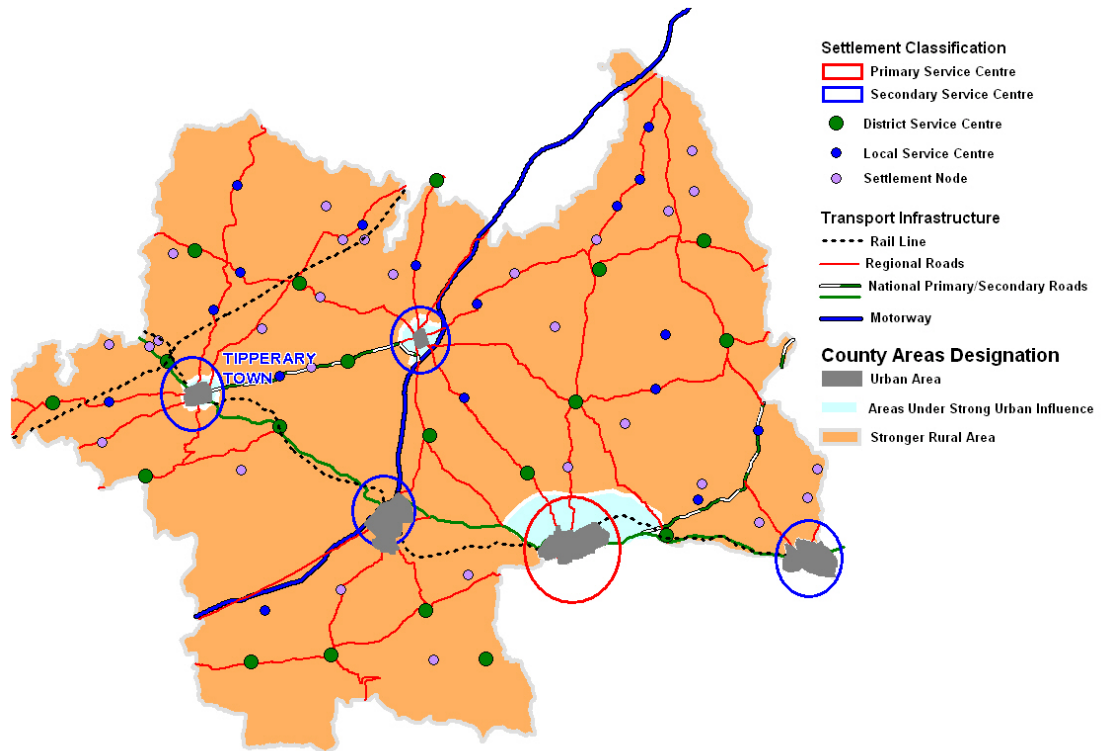 TIPPERARY
TOWN
Settlement Classification
Primary Service Centre
Secondary Service Centre
District Service Centre
Local Service Centre
Settlement Node
Transport Infrastructure
Rail Line
Regional Roads
National Primary/Secondary Roads
Motorway
County Areas Designation
Urban Area
Areas Under Strong Urban Influence
Stronger Rural Area